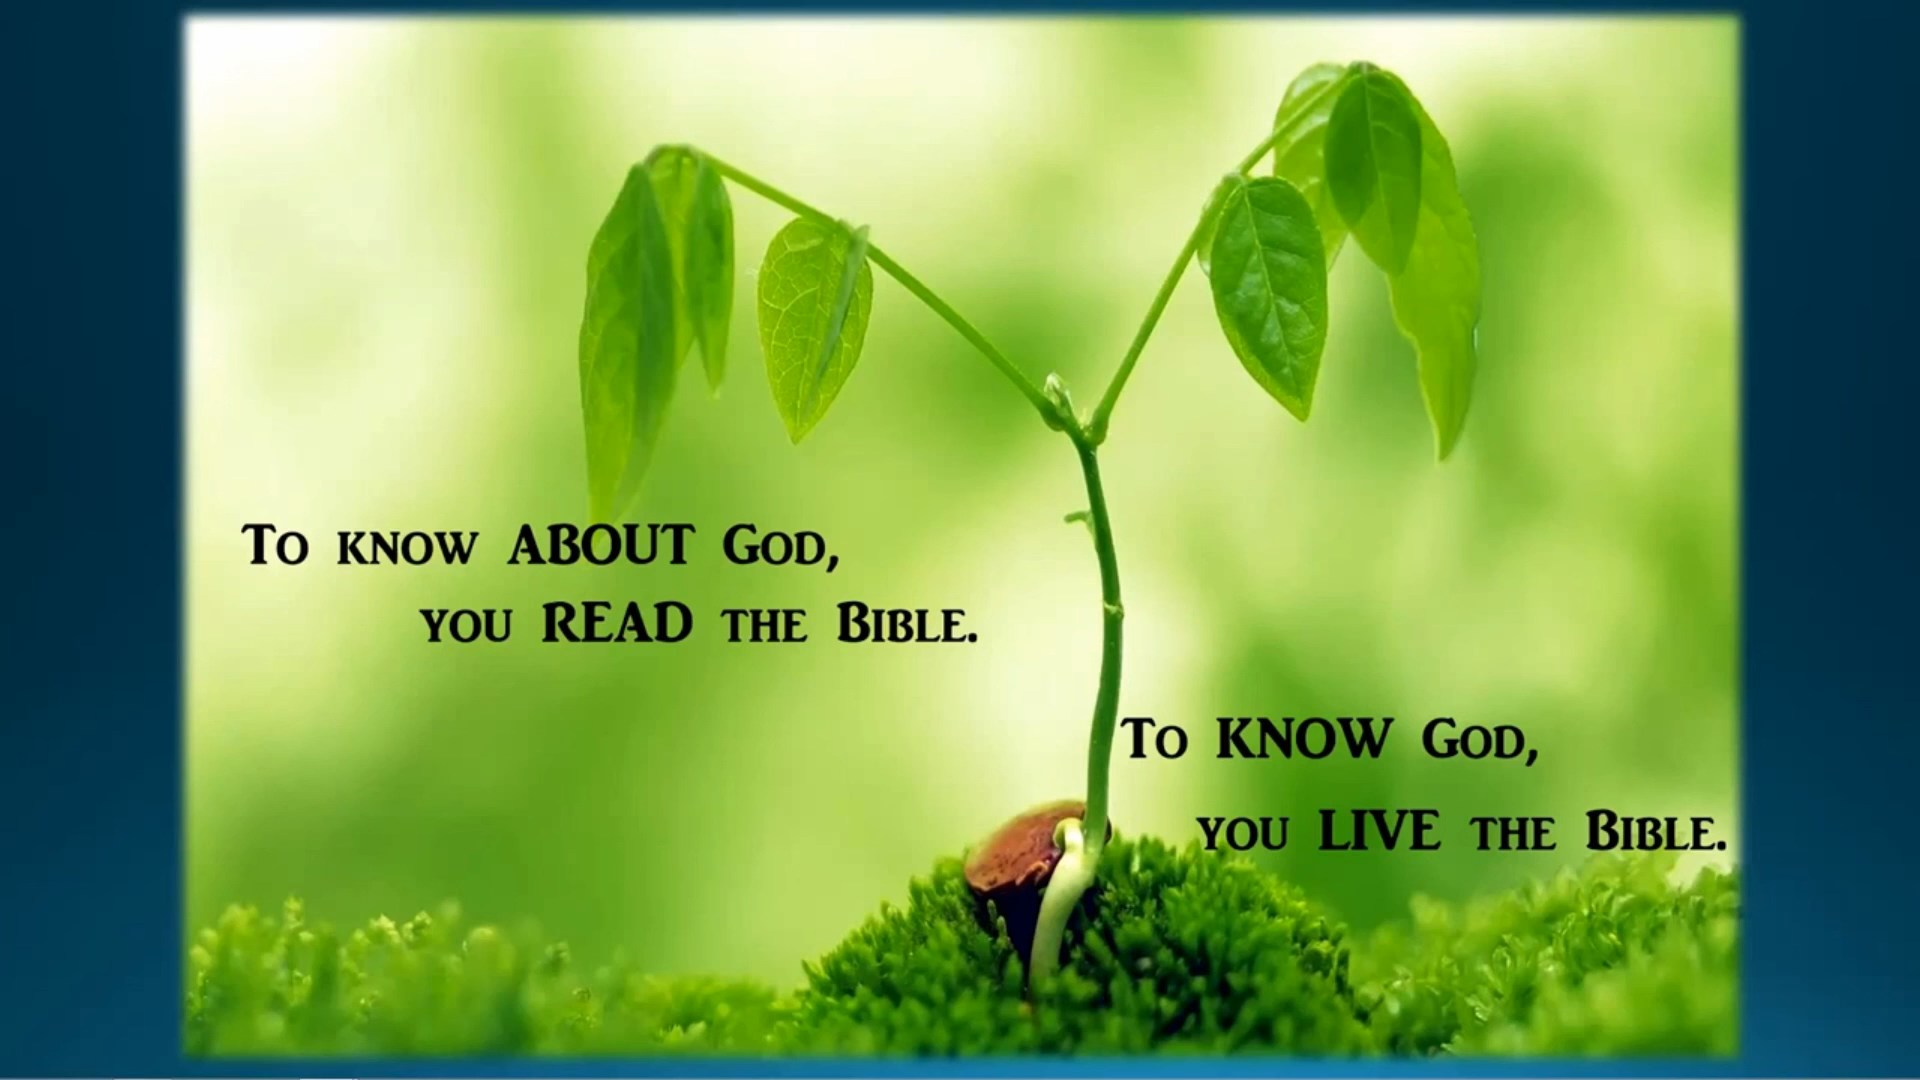 To know ABOUT God,
you READ the Bible.
To KNOW God,
you LIVE the Bible.